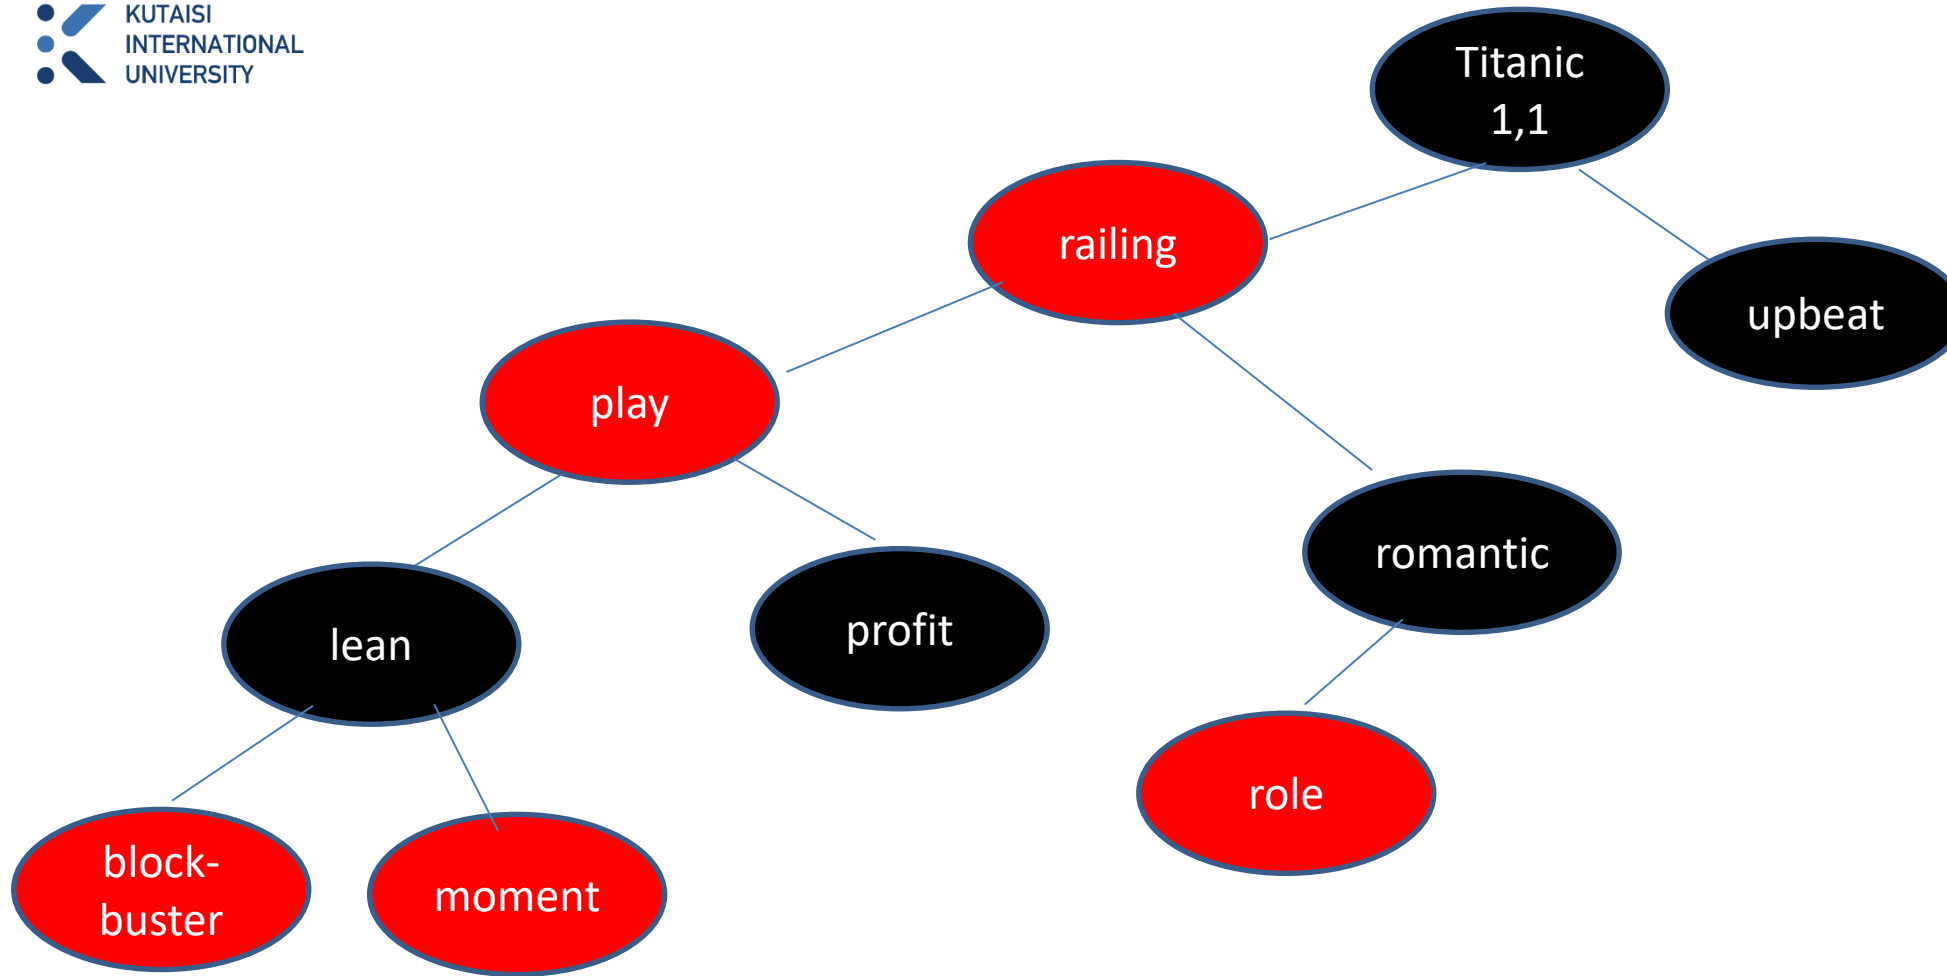 KUTAISI
INTERNATIONAL
UNIVERSITY
Titanic
1,1
railing
upbeat
play
romantic
lean
profit
role
block-
buster
moment